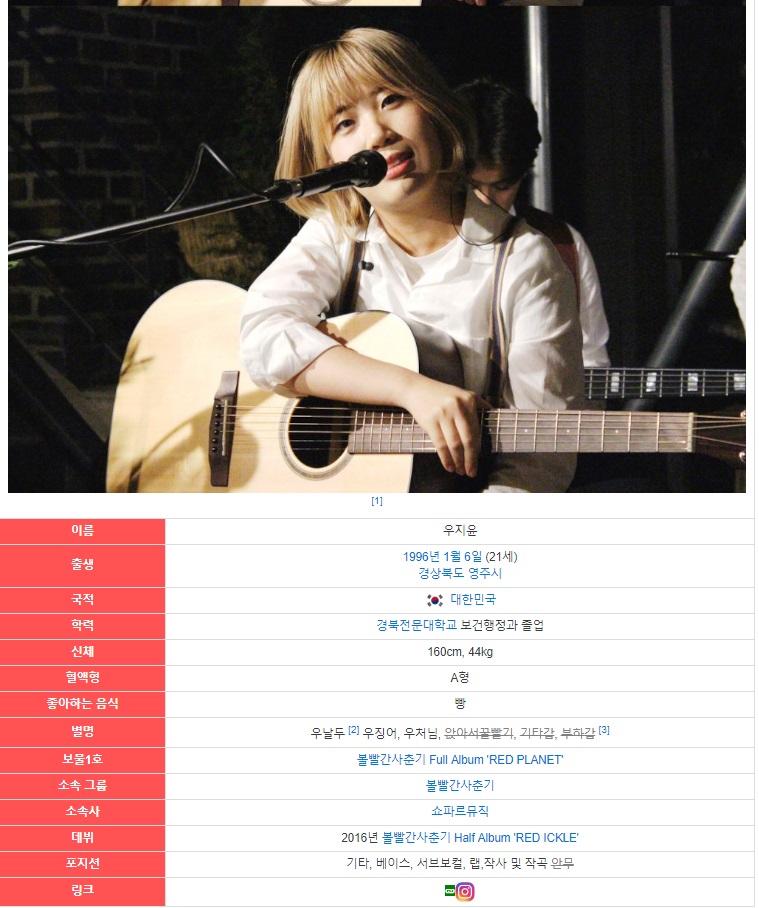 [1]
이름 우지윤
출생 1996년 1월 6일 (21세)
경상북도 영주시
국적 대한민국
학력 경북전문대학교 보건행정과 졸업
신체 160cm, 44kg
혈액형 A형
좋아하는 음식 빵
별명 우날두 [2] 우징어, 우처님, 앉아서꿀빨기, 기타갑, 부하갑 [3]
보물1호 볼빨간사춘기 Full Album 'RED PLANET'
소속 그룹 볼빨간사춘기
소속사 쇼파르뮤직
데뷔 2016년 볼빨간사춘기 Half Album 'RED ICKLE'
포지션 기타, 베이스, 서브보컬, 랩,작사 및 작곡 안무
링크